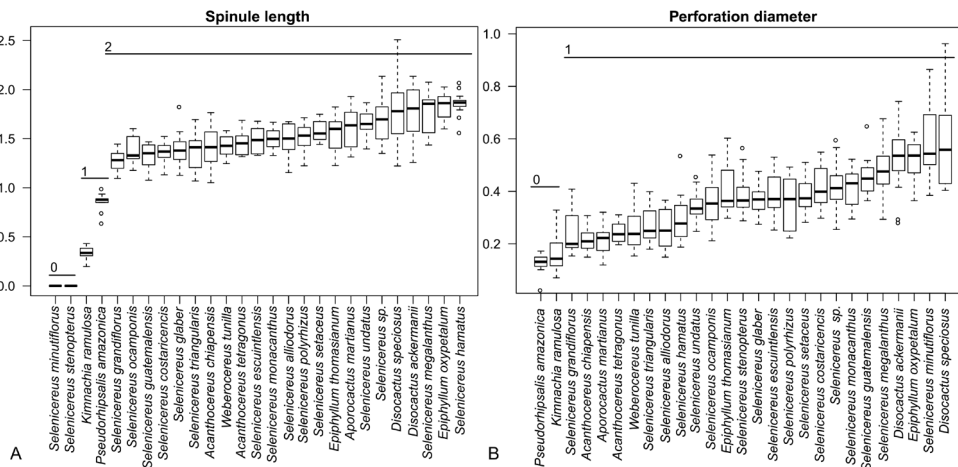 Spinule length
2.5
2.0
1.5
1.0
0.5
0.0
0
1
2
Selenicereus minutiflorus
Selenicereus stenopterus
Kimnachia ramulosa
Pseudorhipsalis amazonica
Selenicereus grandiflorus
Selenicereus ocamponis
Selenicereus guatemalensis
Selenicereus costaricencis
Selenicereus glaber
Selenicereus triangularis
Acanthocereus chiapensis
Weberocereus tunilla
Acanthocereus tetragonus
Selenicereus escuintlensis
Selenicereus monacanthus
Selenicereus alliodorus
Selenicereus polyrhizus
Selenicereus setaceus
Epiphyllum thomasianum
Aporocactus martianus
Selenicereus undatus
Selenicereus sp.
Disocactus speciosus
Disocactus ackermanii
Selenicereus megalanthus
Epiphyllum oxypetalum
Selenicereus hamatus
A
Perforation diameter
1.0
0.8
0.6
0.4
0.2
0
1
Pseudorhipsalis amazonica
Kimnachia ramulosa
Selenicereus grandiflorus
Acanthocereus chiapensis
Aporocactus martianus
Acanthocereus tetragonus
Weberocereus tunilla
Selenicereus triangularis
Selenicereus alliodorus
Selenicereus hamatus
Selenicereus undatus
Selenicereus ocamponis
Epiphyllum thomasianum
Selenicereus stenopterus
Selenicereus glaber
Selenicereus escuintlensis
Selenicereus polyrhizus
Selenicereus setaceus
Selenicereus costaricencis
Selenicereus sp.
Selenicereus monacanthus
Selenicereus guatemalensis
Selenicereus megalanthus
Disocactus ackermanii
Epiphyllum oxypetalum
Selenicereus minutiflorus
Disocactus speciosus
B